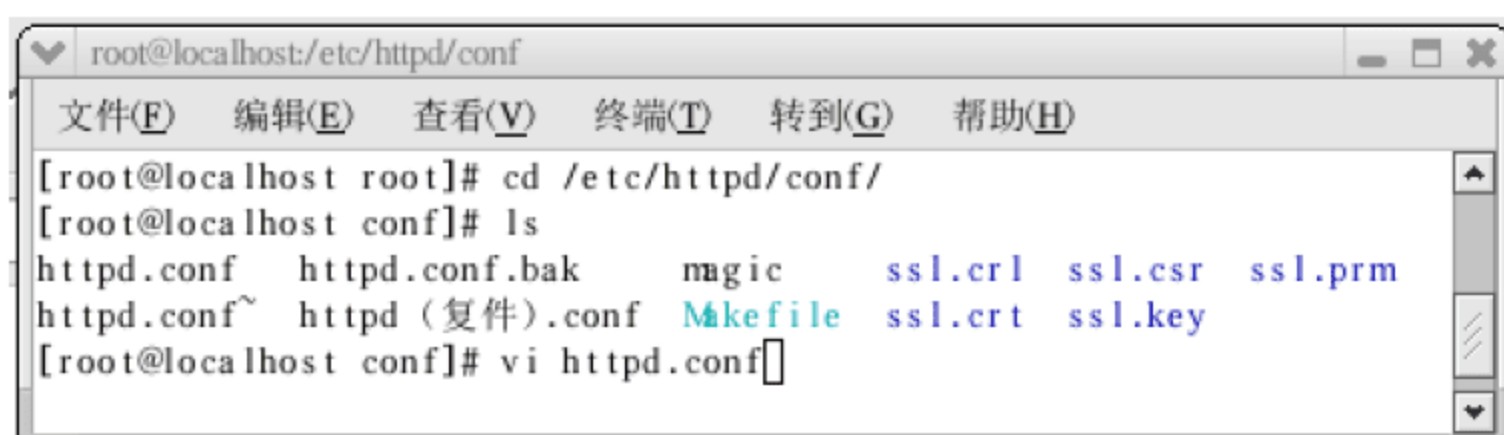 root@localhost:/etc/httpd/conf
文件(F) 编辑(E) 查看(V) 终端(T) 转到(G) 帮助(H)
[root@localhost root]# cd /etc/httpd/conf/
[root@localhost conf]# ls
httpd.conf httpd.conf.bak magic ssl.crl ssl.csr ssl.prm
httpd.conf~ httpd (复件).conf Makefile ssl.crt ssl.key
[root@localhost conf]# vi httpd.conf